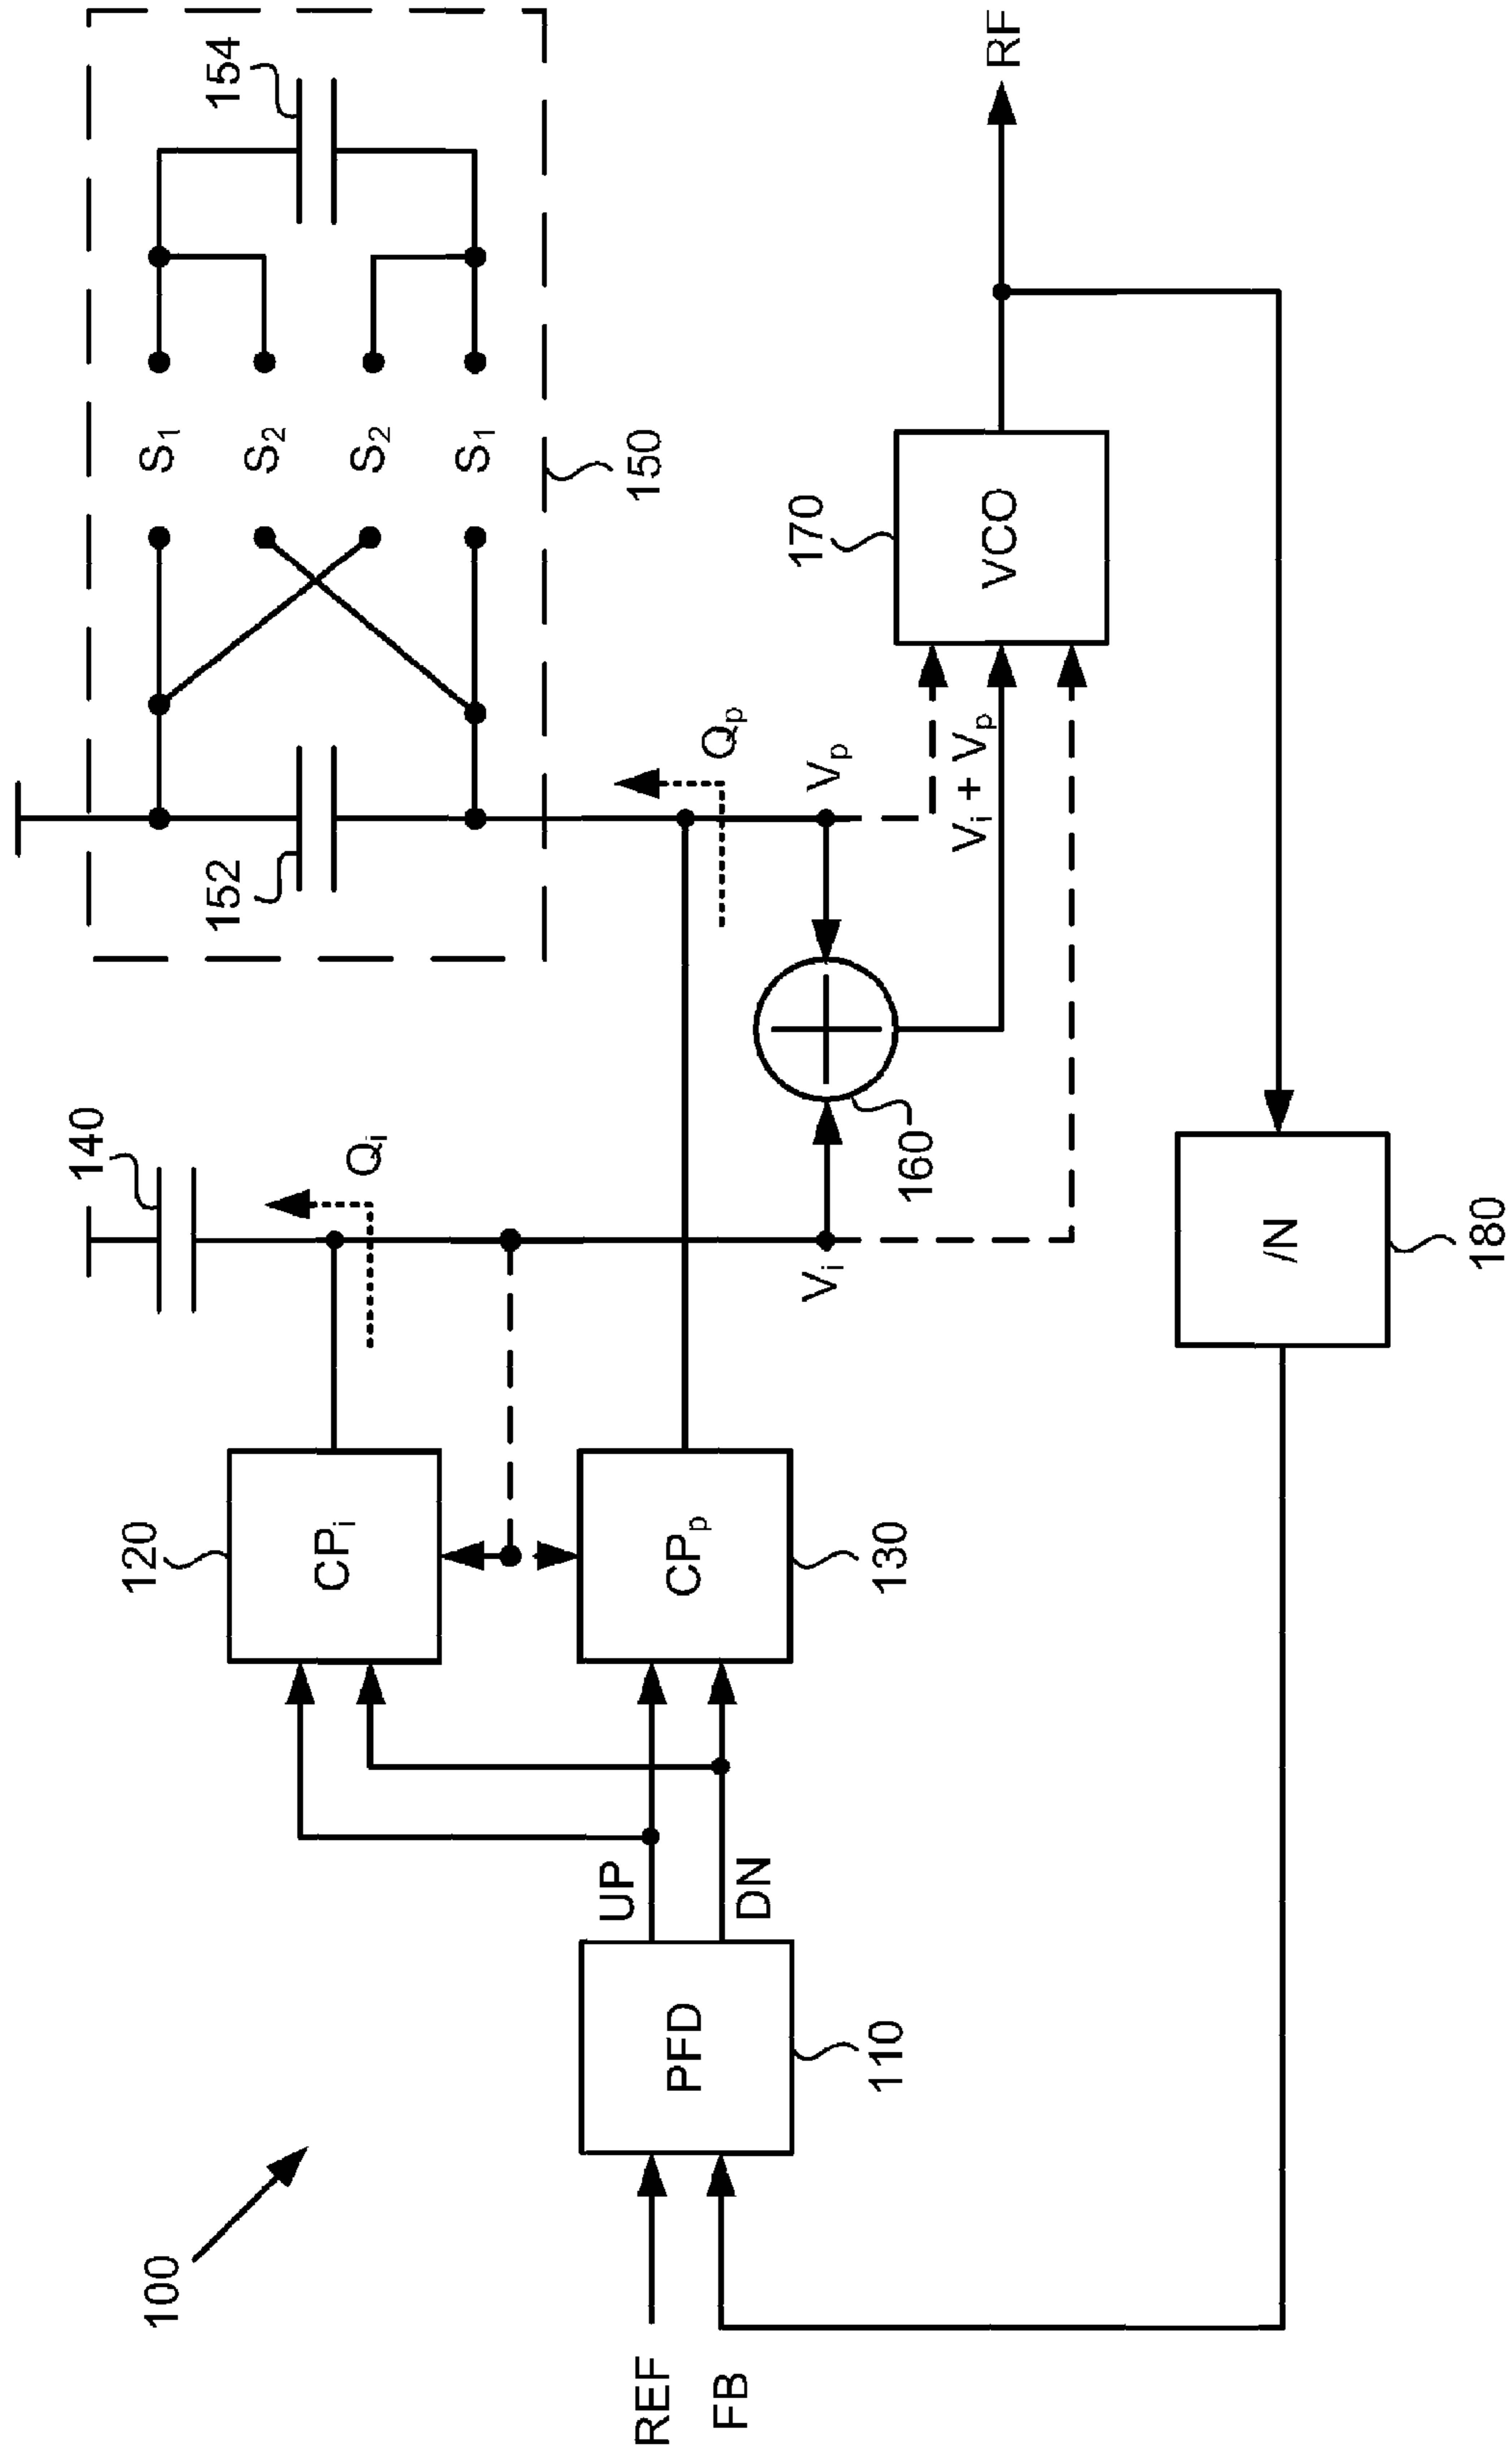 100
REF
FB
PFD
110
UP
DN
120
CPi
CPp
130
140
Qi
Vi
160
152
154
S1
S2
S2
S1
150
Qp
Vp
Vi + Vp
170
VCO
RF
/N
180